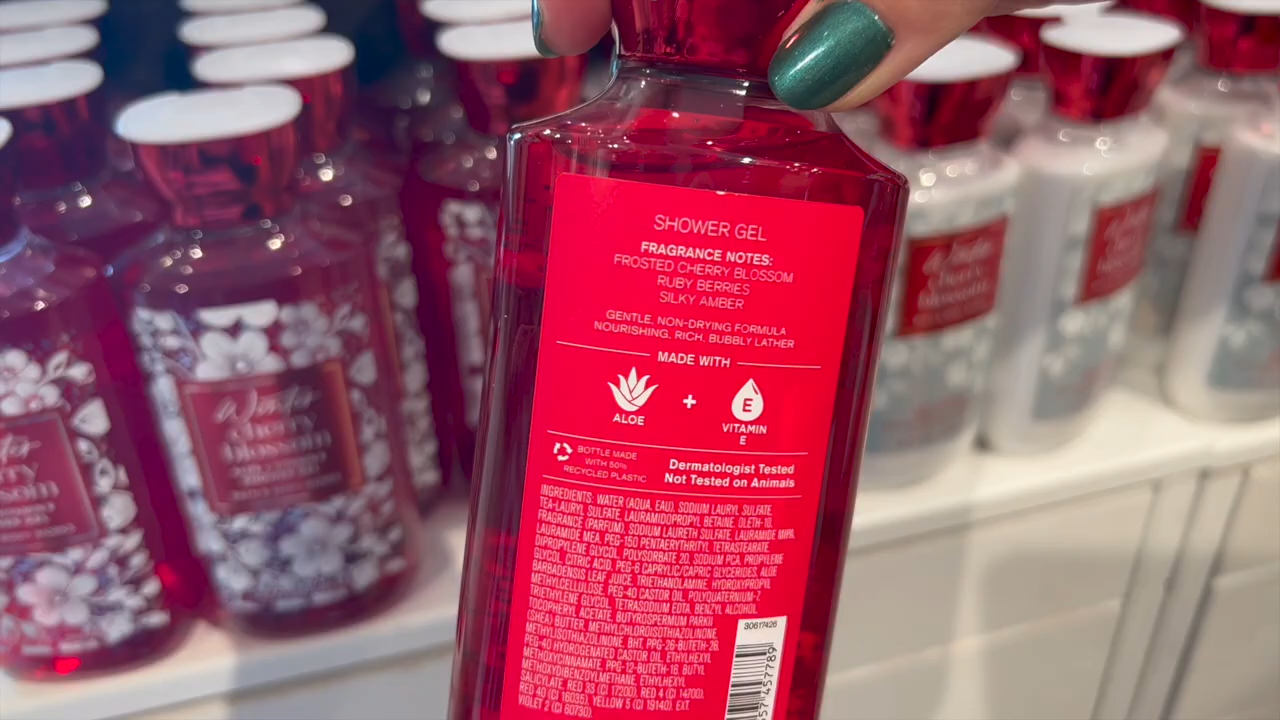 SHOWER GEL
FRAGRANCE NOTES:
FROSTED CHERRY BLOSSOM
RUBY BERRIES
SILKY AMBER
GENTLE, NON-DRYING FORMULA
NOURISHING, RICH, BUBBLY LATHER
MADE WITH
ALOE
+
E
VITAMIN
E
BOTTLE MADE
WITH 50%
RECYCLED PLASTIC
Dermatologist Tested
Not Tested on Animals
INGREDIENTS: WATER (AQUA, EAU), SODIUM LAURYL SULFATE,
TEA-LAURYL SULFATE, LAURAMIDOPROPYL BETAINE, OLETH-10,
FRAGRANCE (PARFUM), SODIUM LAURETH SULFATE, LAURAMIDE MIPA,
LAURAMIDE MEA, PEG-150 PENTAERYTHRITYL TETRASTEARATE,
DIPROPYLENE GLYCOL, POLYSORBATE 20, SODIUM PCA, PROPYLENE
GLYCOL, CITRIC ACID, PEG-6 CAPRYLIC/CAPRIC GLYCERIDES, ALOE
BARBADENSIS LEAF JUICE, TRIETHANOLAMINE, HYDROXYPROPYL
METHYLCELLULOSE, PEG-40 CASTOR OIL, POLYQUATERNIUM-7,
TRIETHYLENE GLYCOL, TETRASODIUM EDTA, BENZYL ALCOHOL,
TOCOPHERYL ACETATE, BUTYROSPERMUM PARKII
(SHEA) BUTTER, METHYLCHLOROISOTHIAZOLINONE,
METHYLISOTHIAZOLINONE, BHT, PPG-26-BUTETH-26,
PEG-40 HYDROGENATED CASTOR OIL, ETHYLHEXYL
METHOXYCINNAMATE, PPG-12-BUTETH-16, BUTYL
METHOXYDIBENZOYLMETHANE, ETHYLHEXYL
SALICYLATE, RED 33 (CI 17200), RED 4 (CI 14700),
RED 40 (CI 16035), YELLOW 5 (CI 19140), EXT.
VIOLET 2 (CI 60730).
30617426
457789
Winter
cherry
blossom
Winter
cherry
blossom